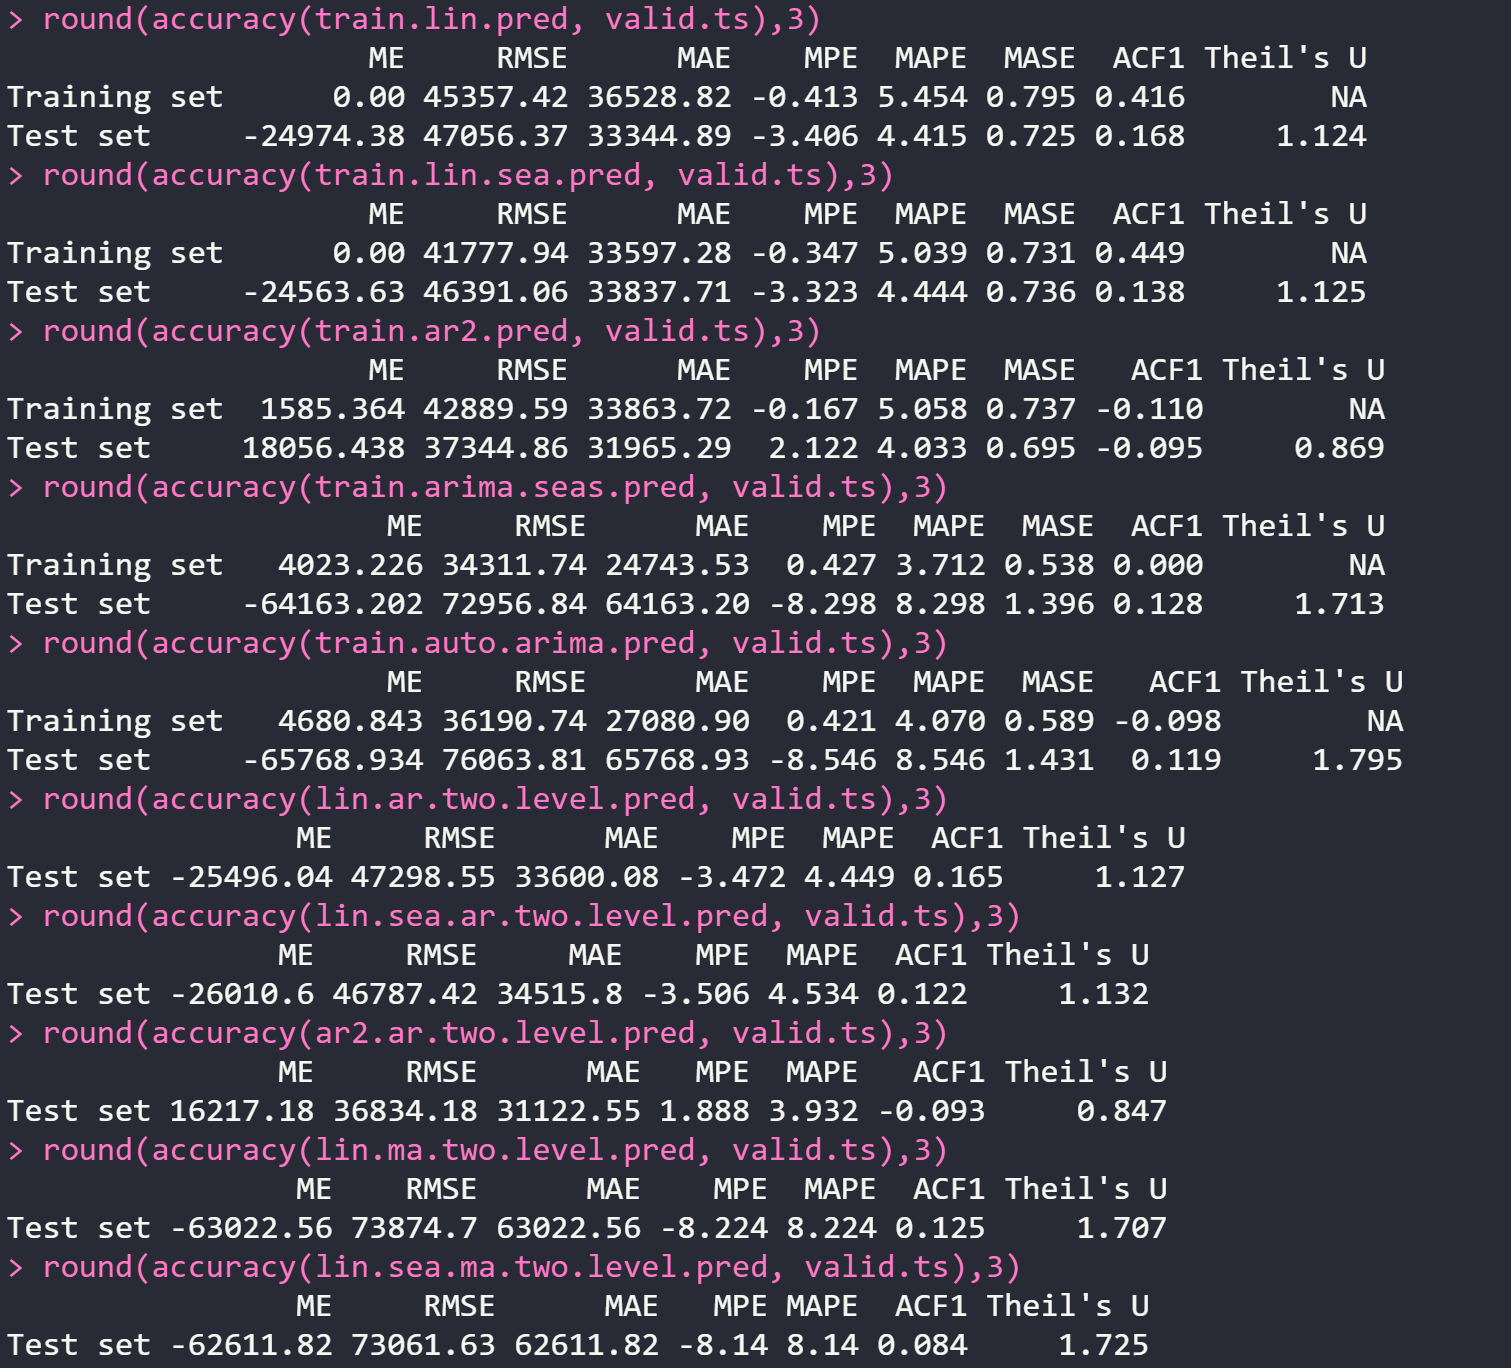 > round(accuracy(train.lin.pred, valid.ts),3)
ME RMSE MAE MPE MAPE MASE ACF1 Theil's U
Training set 0.00 45357.42 36528.82 -0.413 5.454 0.795 0.416 NA
Test set -24974.38 47056.37 33344.89 -3.406 4.415 0.725 0.168 1.124
> round(accuracy(train.lin.sea.pred, valid.ts),3)
ME RMSE MAE MPE MAPE MASE ACF1 Theil's U
Training set 0.00 41777.94 33597.28 -0.347 5.039 0.731 0.449 NA
Test set -24563.63 46391.06 33837.71 -3.323 4.444 0.736 0.138 1.125
> round(accuracy(train.ar2.pred, valid.ts),3)
ME RMSE MAE MPE MAPE MASE ACF1 Theil's U
Training set 1585.364 42889.59 33863.72 -0.167 5.058 0.737 -0.110 NA
Test set 18056.438 37344.86 31965.29 2.122 4.033 0.695 -0.095 0.869
> round(accuracy(train.arima.seas.pred, valid.ts),3)
ME RMSE MAE MPE MAPE MASE ACF1 Theil's U
Training set 4023.226 34311.74 24743.53 0.427 3.712 0.538 0.000 NA
Test set -64163.202 72956.84 64163.20 -8.298 8.298 1.396 0.128 1.713
> round(accuracy(train.auto.arima.pred, valid.ts),3)
ME RMSE MAE MPE MAPE MASE ACF1 Theil's U
Training set 4680.843 36190.74 27080.90 0.421 4.070 0.589 -0.098 NA
Test set -65768.934 76063.81 65768.93 -8.546 8.546 1.431 0.119 1.795
> round(accuracy(lin.ar.two.level.pred, valid.ts),3)
ME RMSE MAE MPE MAPE ACF1 Theil's U
Test set -25496.04 47298.55 33600.08 -3.472 4.449 0.165 1.127
> round(accuracy(lin.sea.ar.two.level.pred, valid.ts),3)
ME RMSE MAE MPE MAPE ACF1 Theil's U
Test set -26010.6 46787.42 34515.8 -3.506 4.534 0.122 1.132
> round(accuracy(ar2.ar.two.level.pred, valid.ts),3)
ME RMSE MAE MPE MAPE ACF1 Theil's U
Test set 16217.18 36834.18 31122.55 1.888 3.932 -0.093 0.847
> round(accuracy(lin.ma.two.level.pred, valid.ts),3)
ME RMSE MAE MPE MAPE ACF1 Theil's U
Test set -63022.56 73874.7 63022.56 -8.224 8.224 0.125 1.707
> round(accuracy(lin.sea.ma.two.level.pred, valid.ts),3)
ME RMSE MAE MPE MAPE ACF1 Theil's U
Test set -62611.82 73061.63 62611.82 -8.14 8.14 0.084 1.725